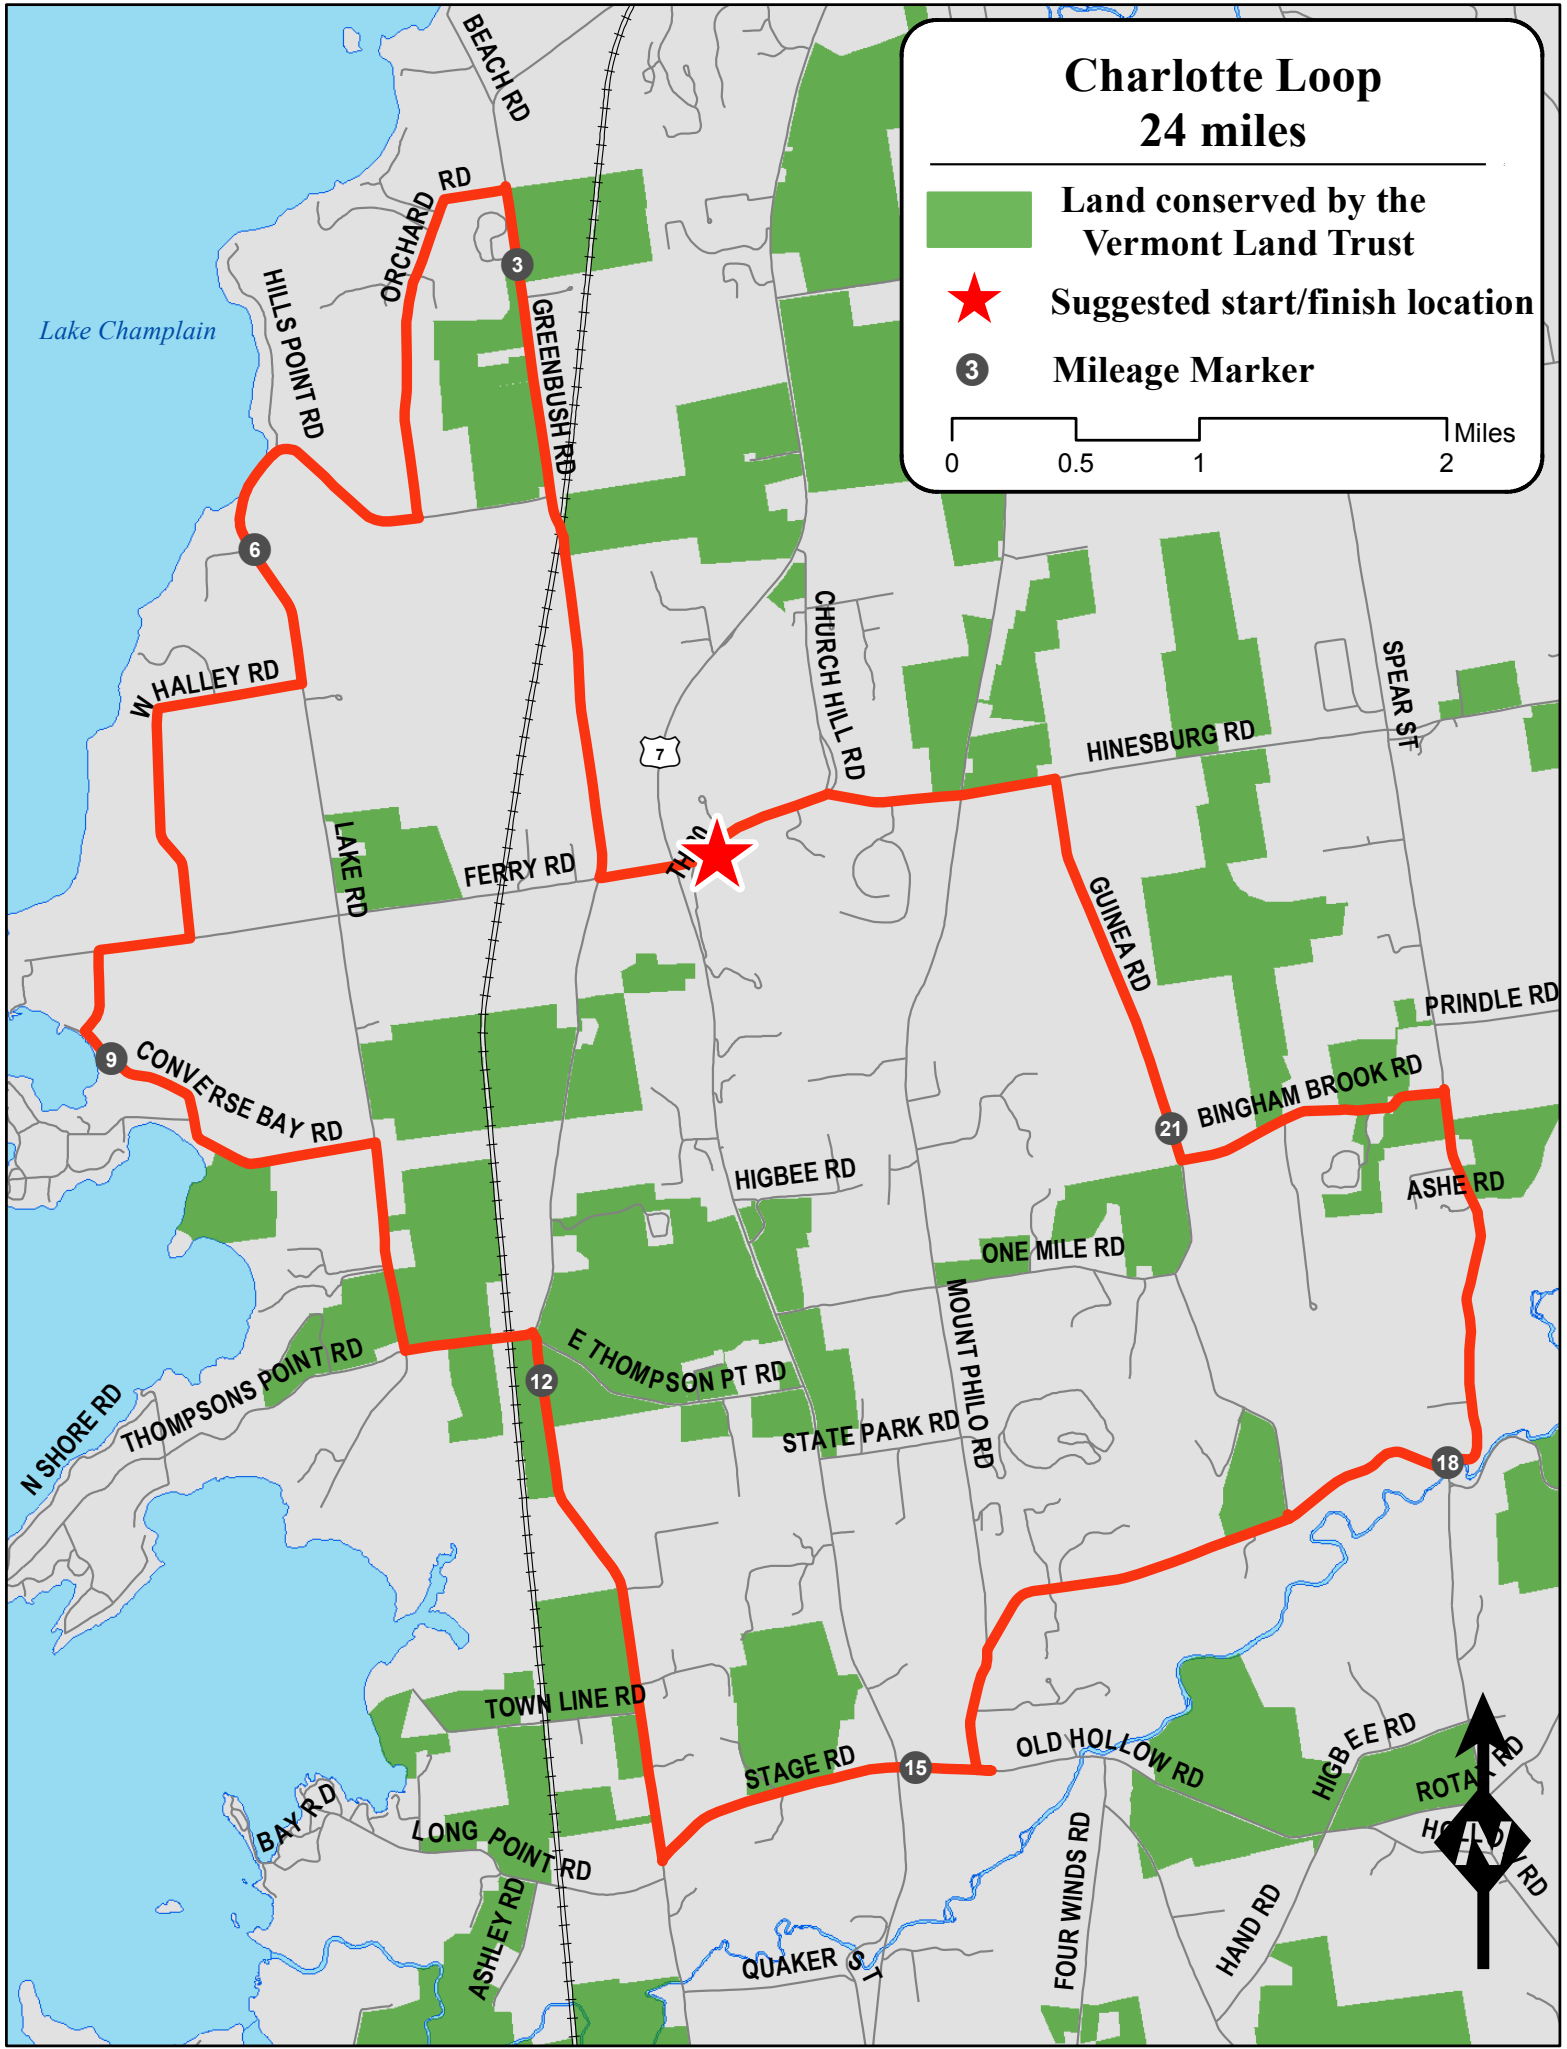 Charlotte Loop
24 miles
Land conserved by the
Vermont Land Trust
Suggested start/finish location
3
Mileage Marker
Miles
0 0.5 1 2
BEACH RD
ORCHARD RD
3
HILLS POINT RD
Lake Champlain
GREENBUSH RD
6
CHURCH HILL RD
SPEAR ST
W HALLEY RD
7
HINESBURG RD
LAKE RD
FERRY RD
GUINEA RD
PRINDLE RD
9
CONVERSE BAY RD
21
BINGHAM BROOK RD
HIGBEE RD
ASHE RD
ONE MILE RD
MOUNT PHILO RD
E THOMPSON PT RD
THOMPSONS POINT RD
12
N SHORE RD
STATE PARK RD
18
TOWN LINE RD
STAGE RD
15
OLD HOLLOW RD
HIGBEE RD
BAY RD
LONG POINT RD
FOUR WINDS RD
N
ASHLEY RD
HAND RD
QUAKER ST